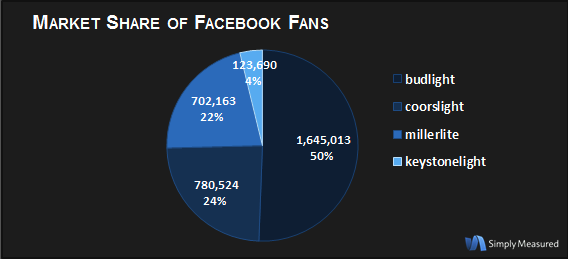 MARKET SHARE OF FACEBOOK FANS
123,690
4%
702,163
22%
1,645,013
50%
780,524
24%
budlight
coorslight
millerlite
keystonelight
Simply Measured